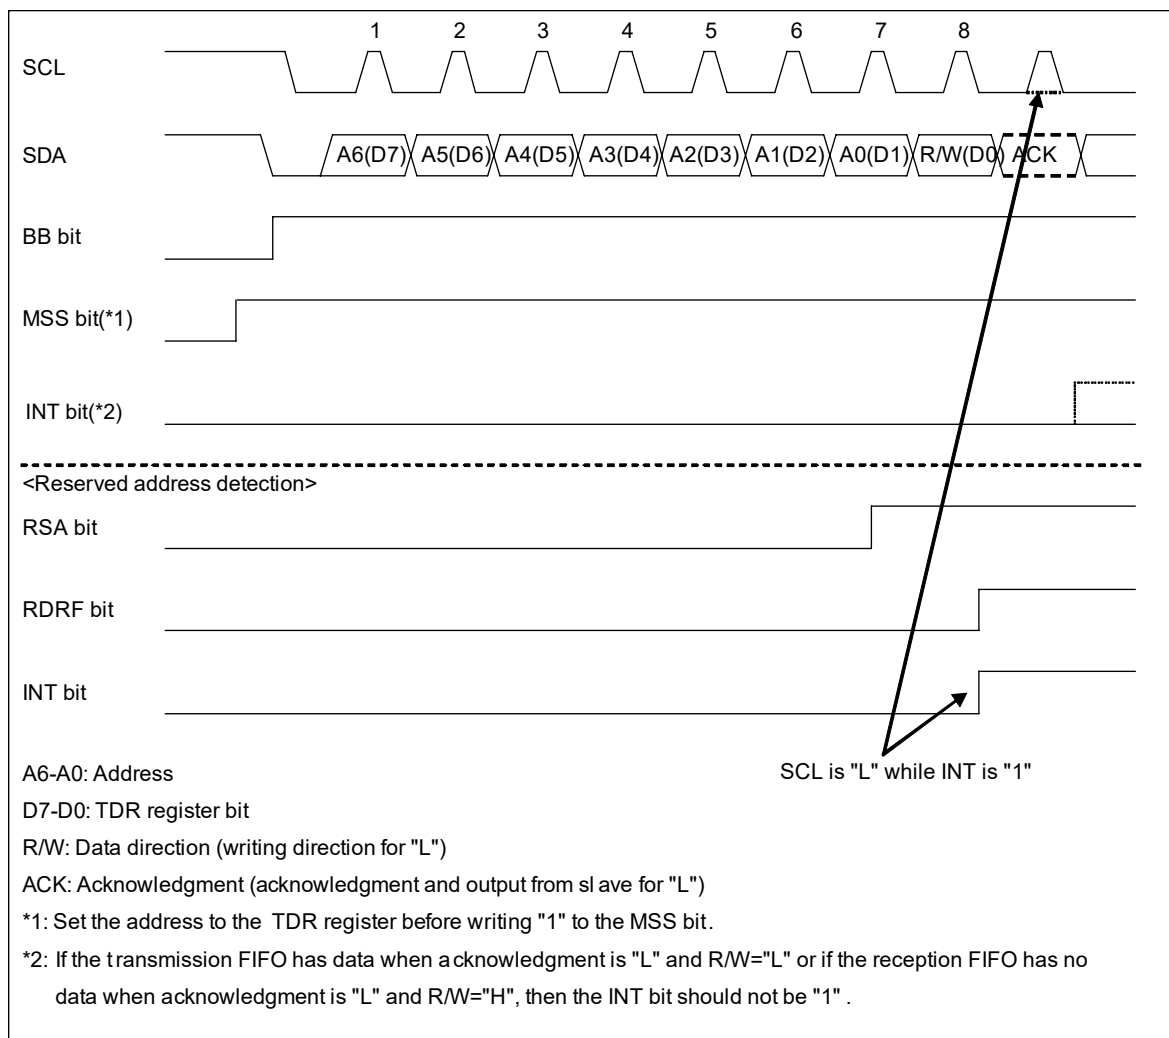 1 2 3 4 5 6 7 8
SCL
SDA A6(D7) A5(D6) A4(D5) A3(D4) A2(D3) A1(D2) A0(D1) R/W(D0) ACK
BB bit
MSS bit(*1)
INT bit(*2)
<Reserved address detection>
RSA bit
RDRF bit
INT bit
SCL is "L" while INT is "1"
A6-A0: Address
D7-D0: TDR register bit
R/W: Data direction (writing direction for "L")
ACK: Acknowledgment (acknowledgment and output from slave for "L")
*1: Set the address to the TDR register before writing "1" to the MSS bit.
*2: If the transmission FIFO has data when acknowledgment is "L" and R/W="L" or if the reception FIFO has no
data when acknowledgment is "L" and R/W="H", then the INT bit should not be "1" .